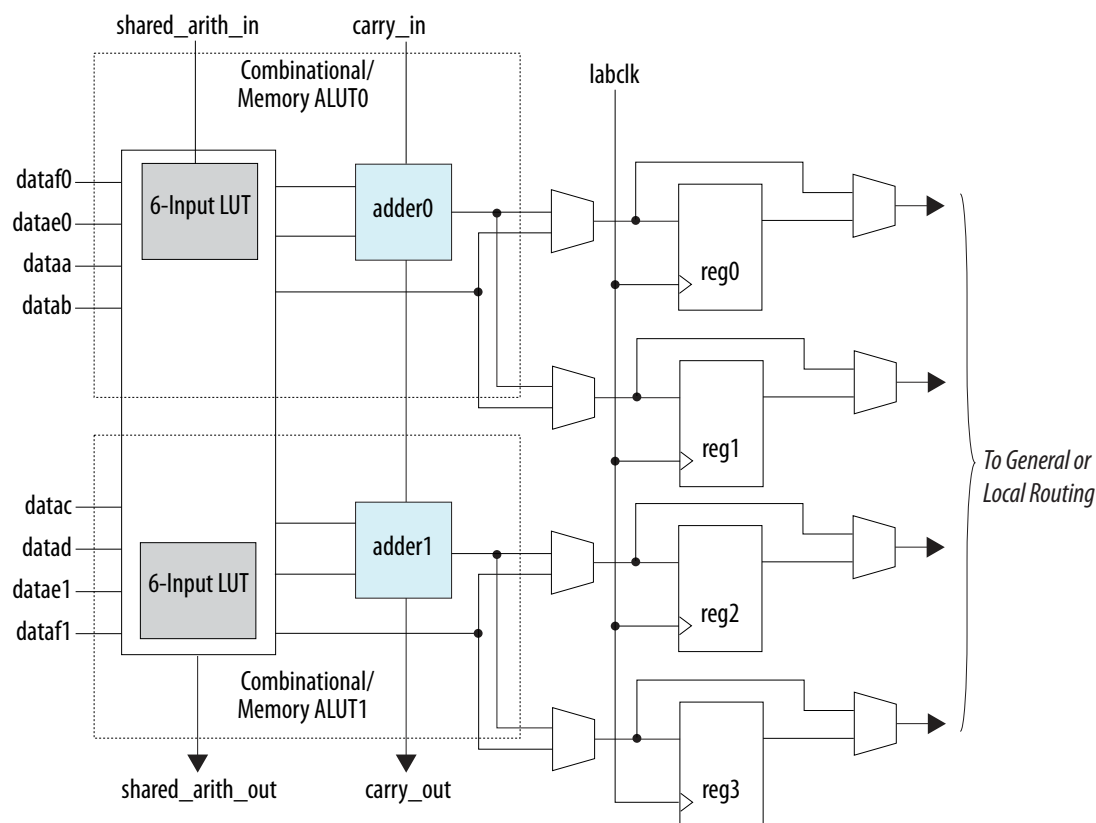 shared_arith_in
carry_in
labclk
Combinational/
Memory ALUT0
dataf0
datae0
dataa
datab
6-Input LUT
adder0
reg0
reg1
To General or
Local Routing
datac
datad
datae1
dataf1
6-Input LUT
adder1
reg2
Combinational/
Memory ALUT1
reg3
shared_arith_out
carry_out